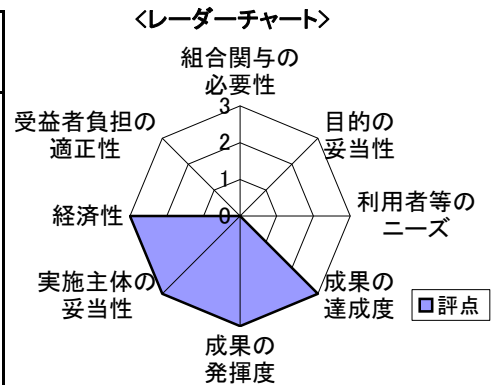 <レーダーチャート>
組合関与の
必要性
目的の
妥当性
利用者等の
ニーズ
成果の
達成度
成果の
発揮度
実施主体の
妥当性
経済性
受益者負担の
適正性
3
2
1
0
評点